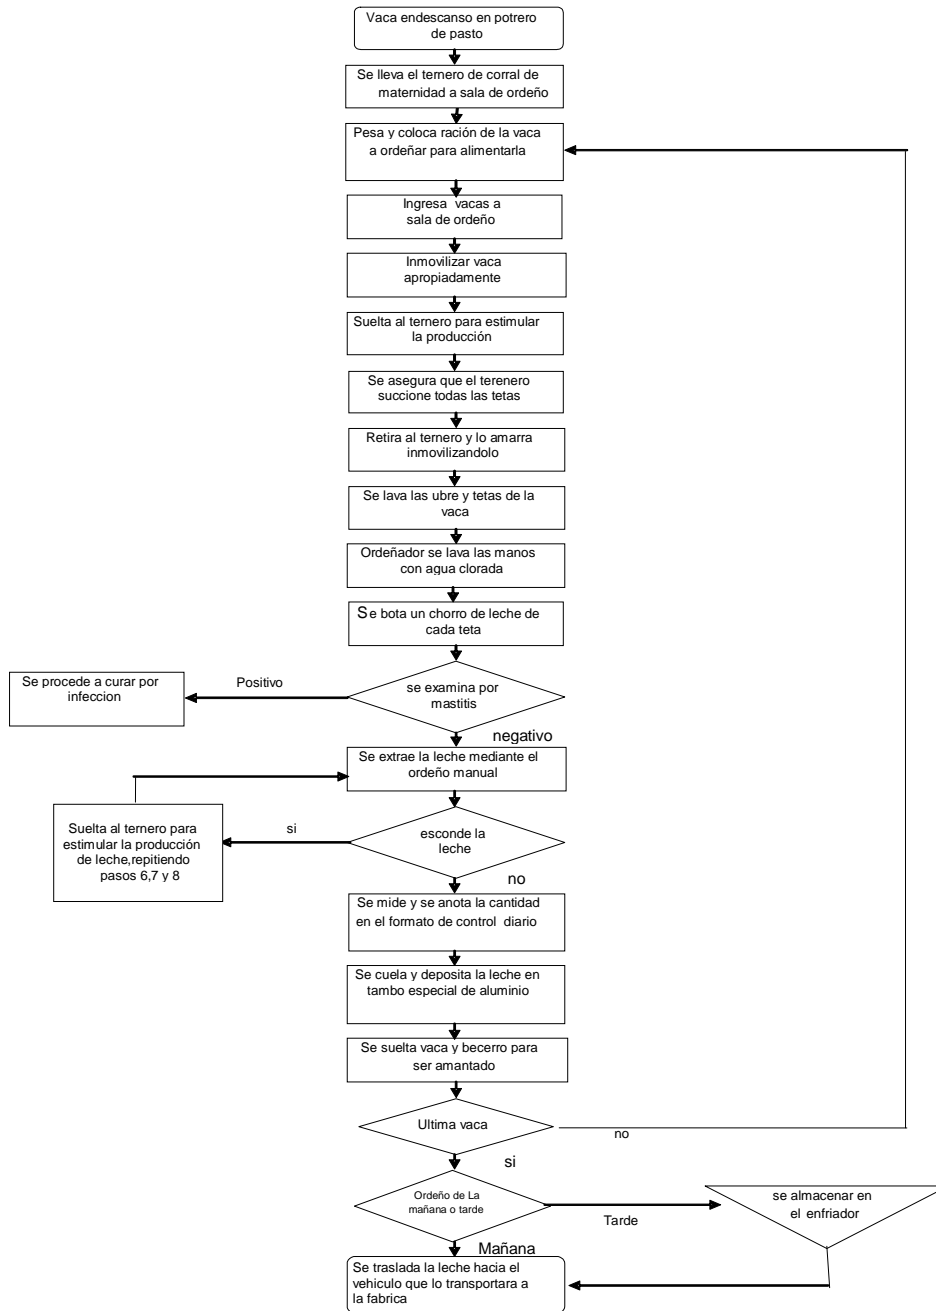 Vaca endescanso en potrero
de pasto
Se lleva el ternero de corral de
maternidad a sala de ordeño
Pesa y coloca ración de la vaca
a ordeñar para alimentarla
Ingresa vacas a
sala de ordeño
Inmovilizar vaca
apropiadamente
Suelta al ternero para estimular
la producción
Se asegura que el terenero
succione todas las tetas
Retira al ternero y lo amarra
inmovilizandolo
Se lava las ubre y tetas de la
vaca
Ordeñador se lava las manos
con agua clorada
Se bota un chorro de leche de
cada teta
se examina por
mastitis
Positivo
Se procede a curar por
infeccion
negativo
Se extrae la leche mediante el
ordeño manual
esconde la
leche
si
Suelta al ternero para
estimular la producción
de leche,repitiendo
pasos 6,7 y 8
no
Se mide y se anota la cantidad
en el formato de control diario
Se cuela y deposita la leche en
tambo especial de aluminio
Se suelta vaca y becerro para
ser amantado
Ultima vaca
no
si
Ordeño de La
mañana o tarde
Tarde
se almacenar en
el enfriador
Mañana
Se traslada la leche hacia el
vehiculo que lo transportara a
la fabrica